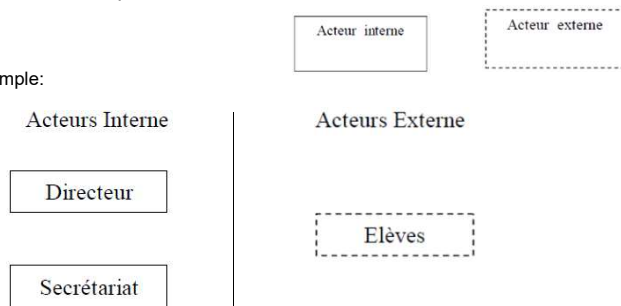 Acteur interne
Acteur externe
mple:
Acteurs Interne
Acteurs Externe
Directeur
Elèves
Secrétariat